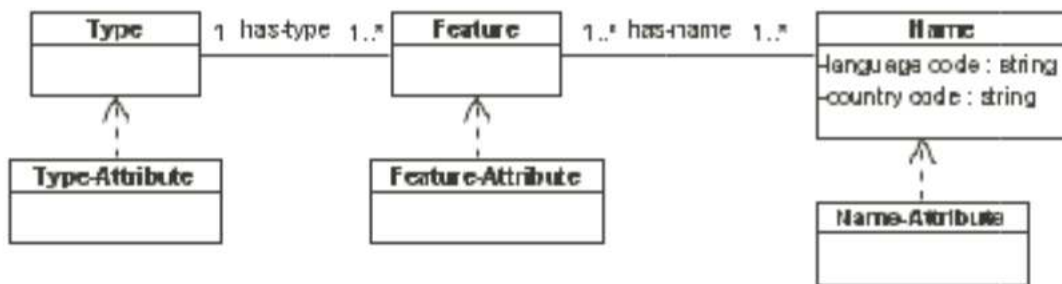 Type
1 has-type 1..*
Feature
1..* has-name 1..*
Name
-language code : string
-country code : string
Type-Attribute
Feature-Attribute
Name-Attribute